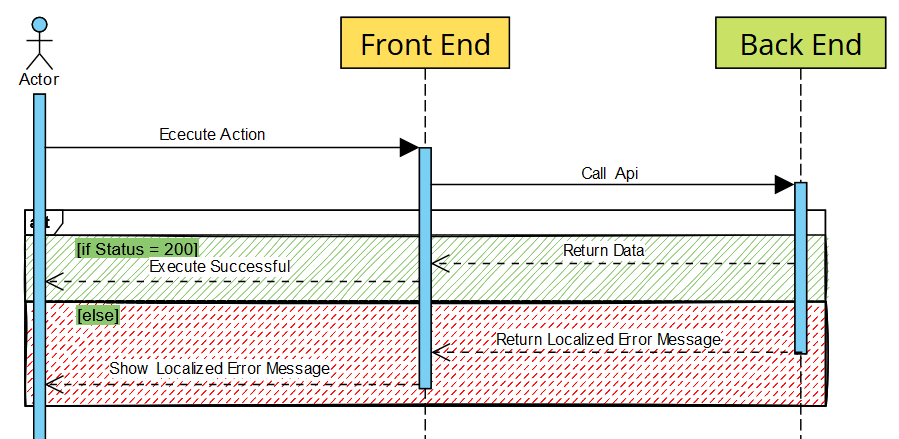 Front End
Back End
Actor
Ececute Action
Call Api
alt
[if Status = 200]
Return Data
Execute Successful
[else]
Return Localized Error Message
Show Localized Error Message